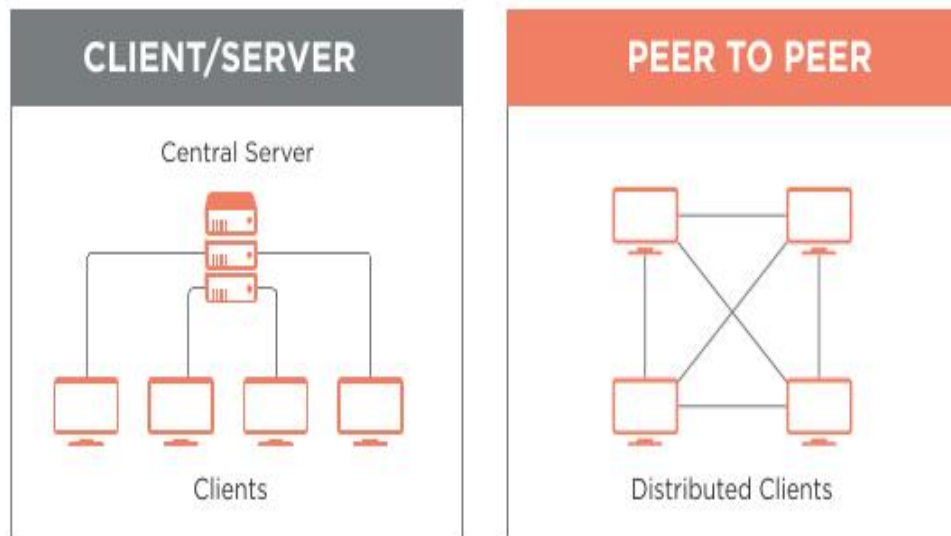 CLIENT/SERVER
Central Server
Clients
PEER TO PEER
Distributed Clients